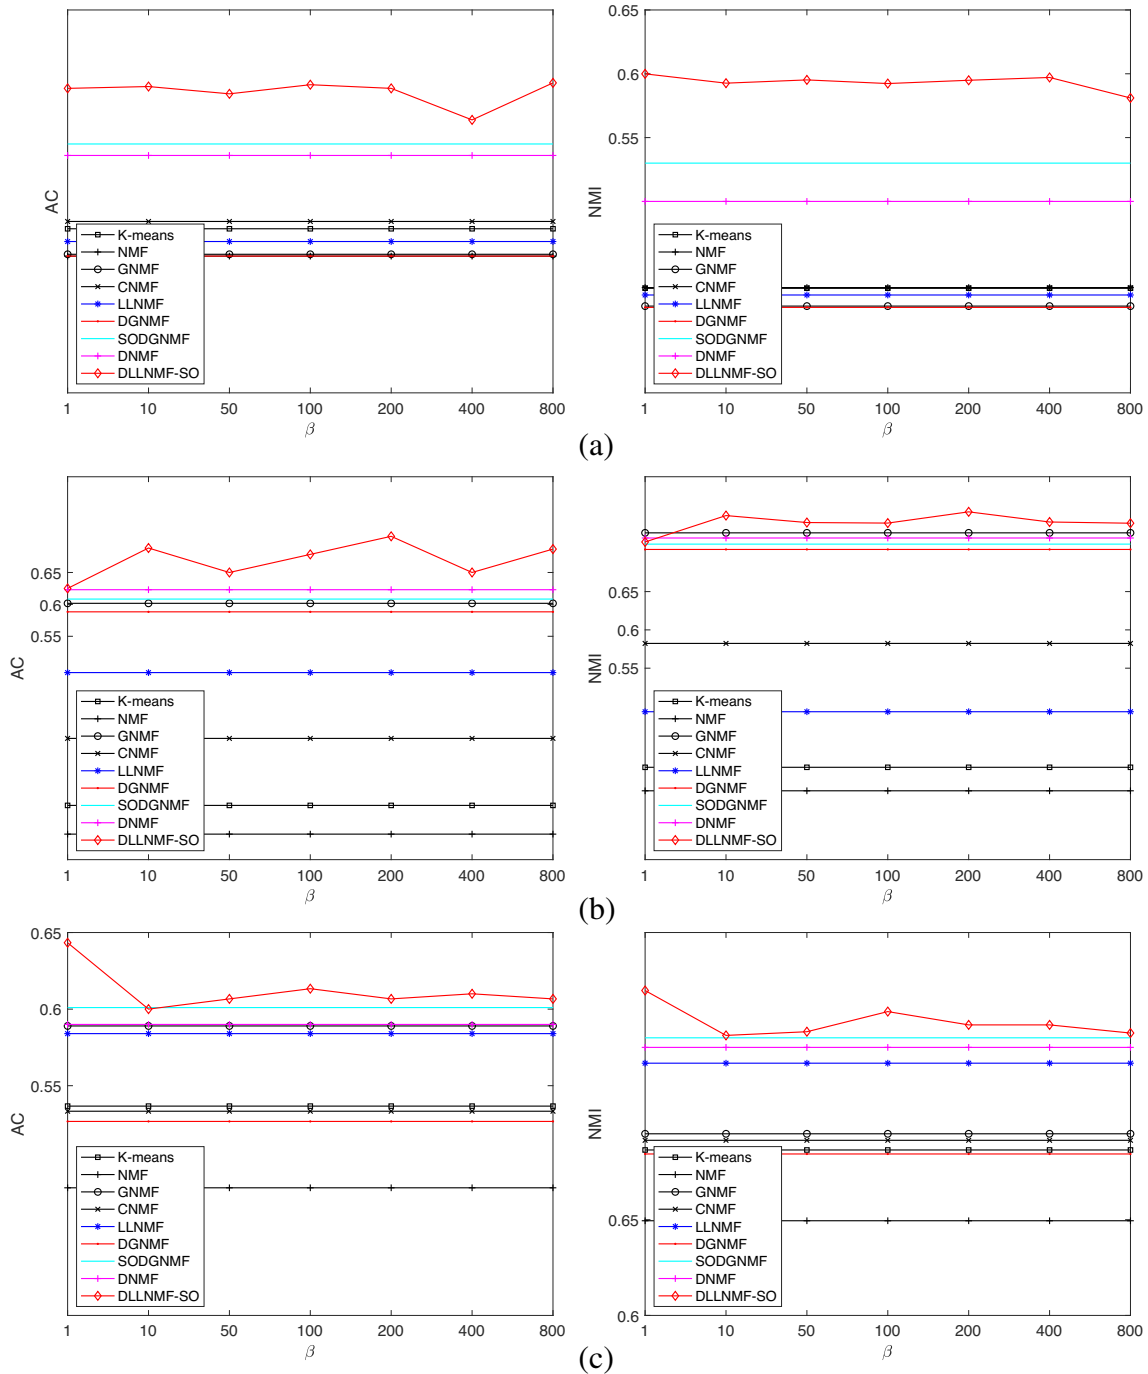 AC
K-means
NMF
GNMF
CNMF
LLNMF
DGNMF
SODGNMF
DNMF
DLLNMF-SO
1 10 50 100 200 400 800
β
0.65
0.6
0.55
NMI
K-means
NMF
GNMF
CNMF
LLNMF
DGNMF
SODGNMF
DNMF
DLLNMF-SO
1 10 50 100 200 400 800
β
(a)
0.65
0.6
0.55
AC
K-means
NMF
GNMF
CNMF
LLNMF
DGNMF
SODGNMF
DNMF
DLLNMF-SO
1 10 50 100 200 400 800
β
0.65
0.6
0.55
NMI
K-means
NMF
GNMF
CNMF
LLNMF
DGNMF
SODGNMF
DNMF
DLLNMF-SO
1 10 50 100 200 400 800
β
(b)
0.65
0.6
0.55
AC
K-means
NMF
GNMF
CNMF
LLNMF
DGNMF
SODGNMF
DNMF
DLLNMF-SO
1 10 50 100 200 400 800
β
NMI
K-means
NMF
GNMF
CNMF
LLNMF
DGNMF
SODGNMF
DNMF
DLLNMF-SO
0.65
0.6
1 10 50 100 200 400 800
β
(c)